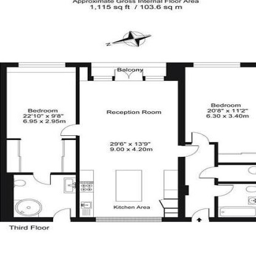 Approximate Gross Internal Floor Area
1,115 sq ft / 103.6 sq m
Balcony
Bedroom
22'10" x 9'8"
6.95 x 2.95m
Reception Room
Bedroom
20'8" x 11'2"
6.30 x 3.40m
29'6" x 13'9"
9.00 x 4.20m
Kitchen Area
Third Floor